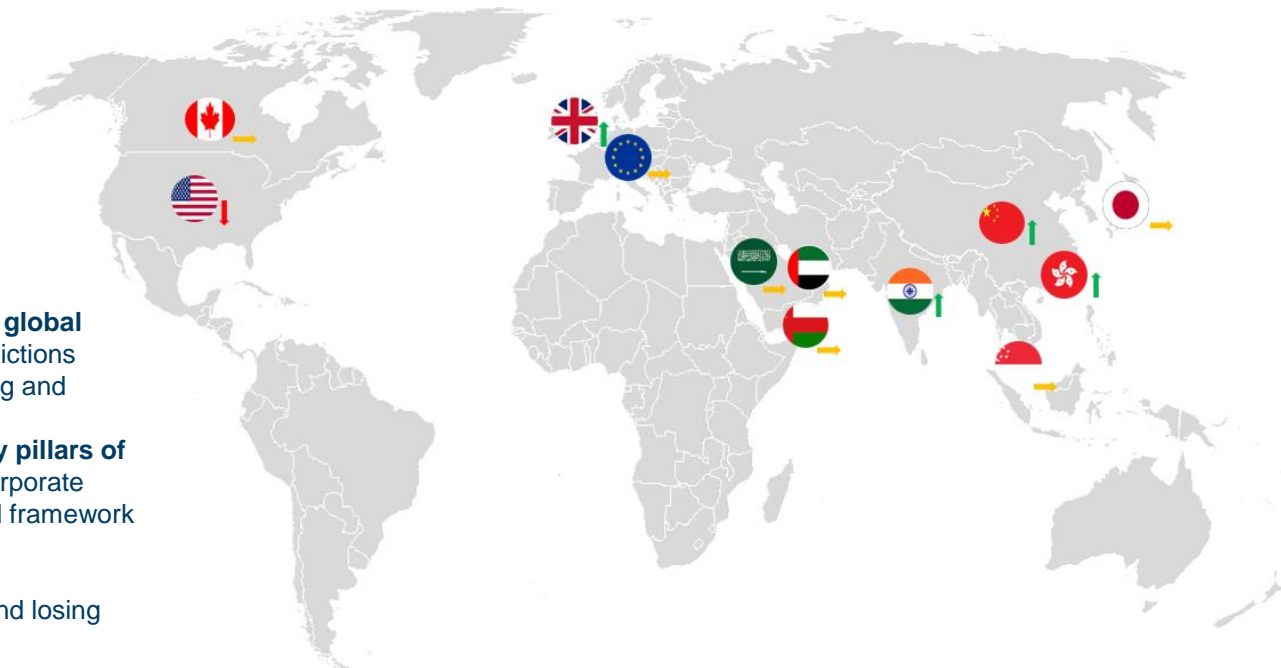 global
ictions
g and
y pillars of
rporate
l framework
nd losing